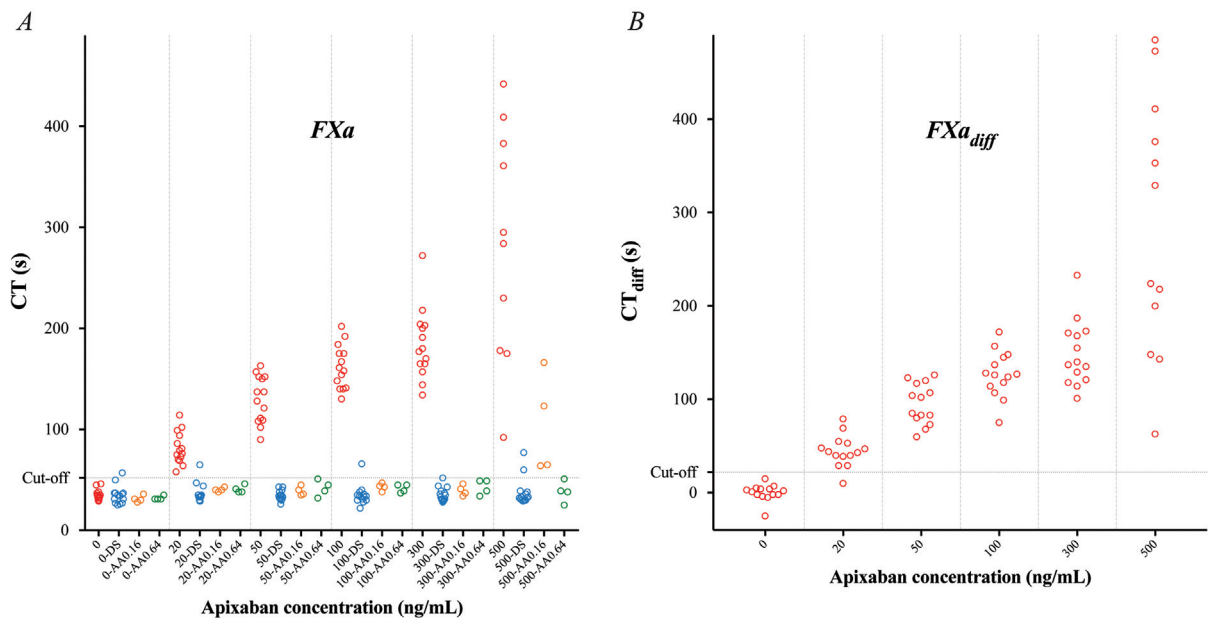 A
FXa
CT (s)
400
300
200
100
Cut-off
0
0
0-DS
0-AA0.16
0-AA0.64
20
20-DS
20-AA0.16
20-AA0.64
50
50-DS
50-AA0.16
50-AA0.64
100
100-DS
100-AA0.16
100-AA0.64
300
300-DS
300-AA0.16
300-AA0.64
500
500-DS
500-AA0.16
500-AA0.64
Apixaban concentration (ng/mL)
B
FXadiff
CTdiff (s)
400
300
200
100
Cut-off
0
0
20
50
100
300
500
Apixaban concentration (ng/mL)